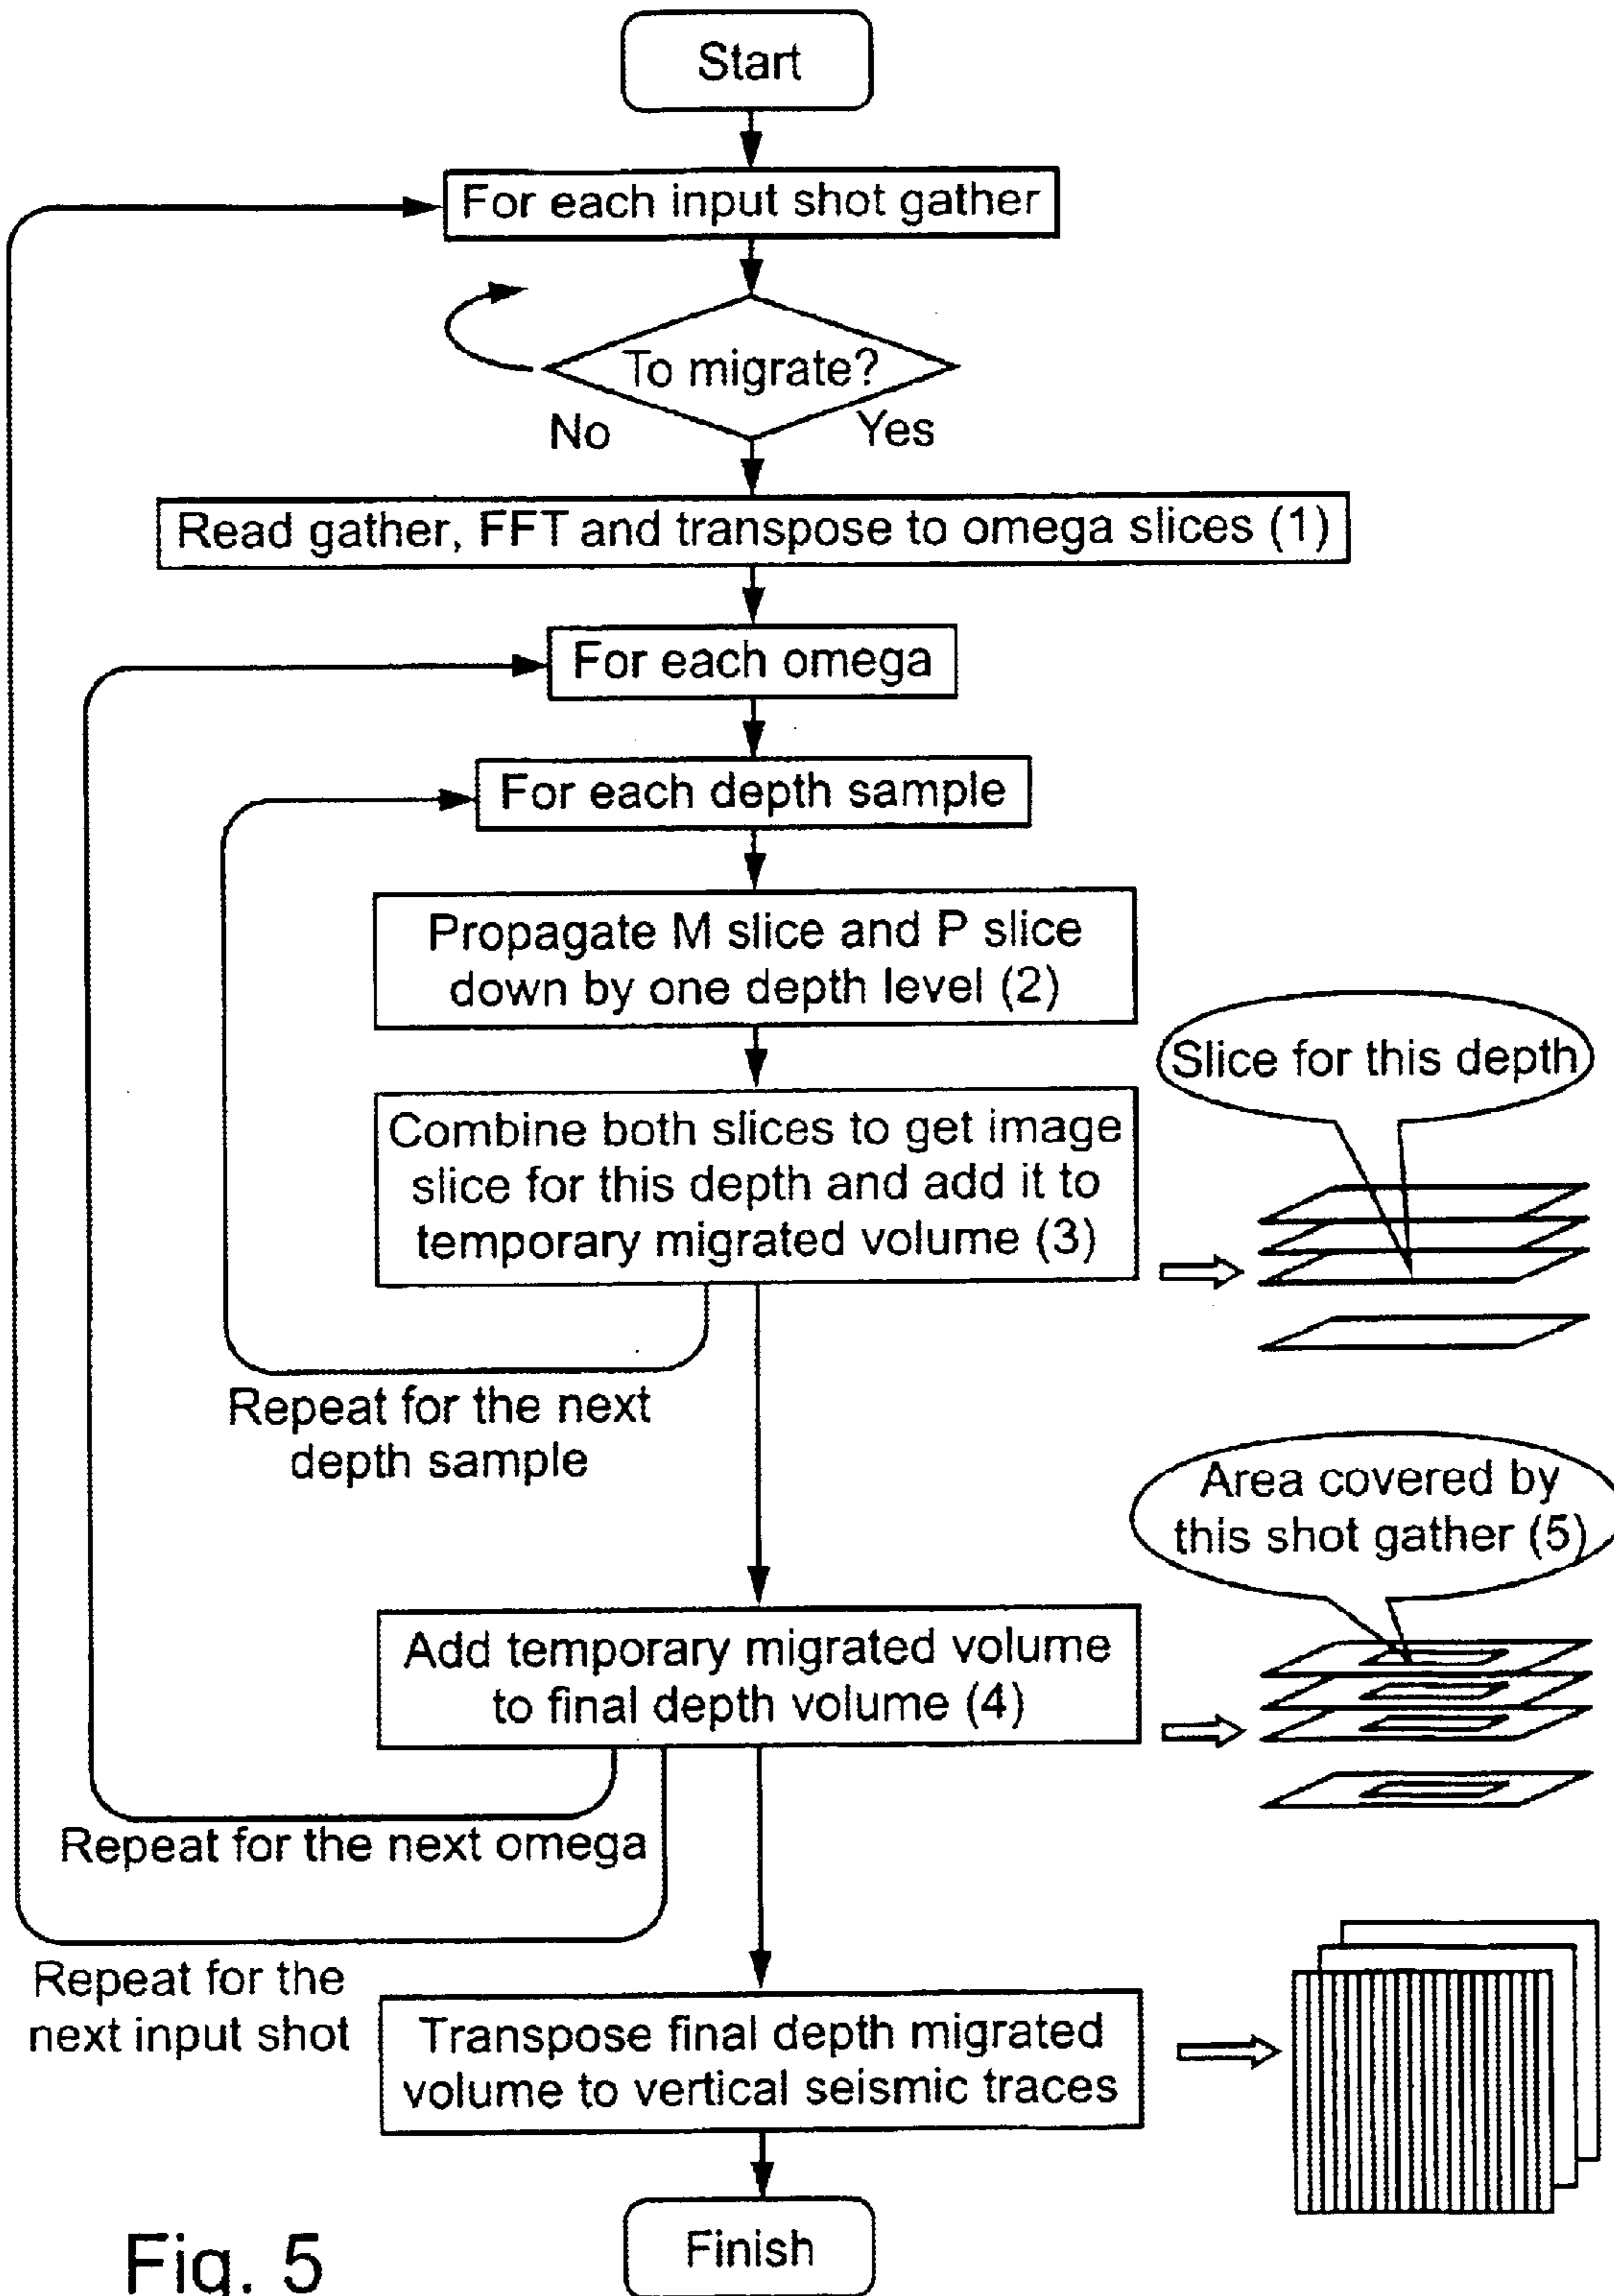 Start
For each input shot gather
To migrate?
No
Yes
Read gather, FFT and transpose to omega slices (1)
For each omega
For each depth sample
Propagate M slice and P slice
down by one depth level (2)
Slice for this depth
Combine both slices to get image
slice for this depth and add it to
temporary migrated volume (3)
Repeat for the next
depth sample
Area covered by
this shot gather (5)
Add temporary migrated volume
to final depth volume (4)
Repeat for the next omega
Repeat for the
next input shot
Transpose final depth migrated
volume to vertical seismic traces
Finish
Fig. 5